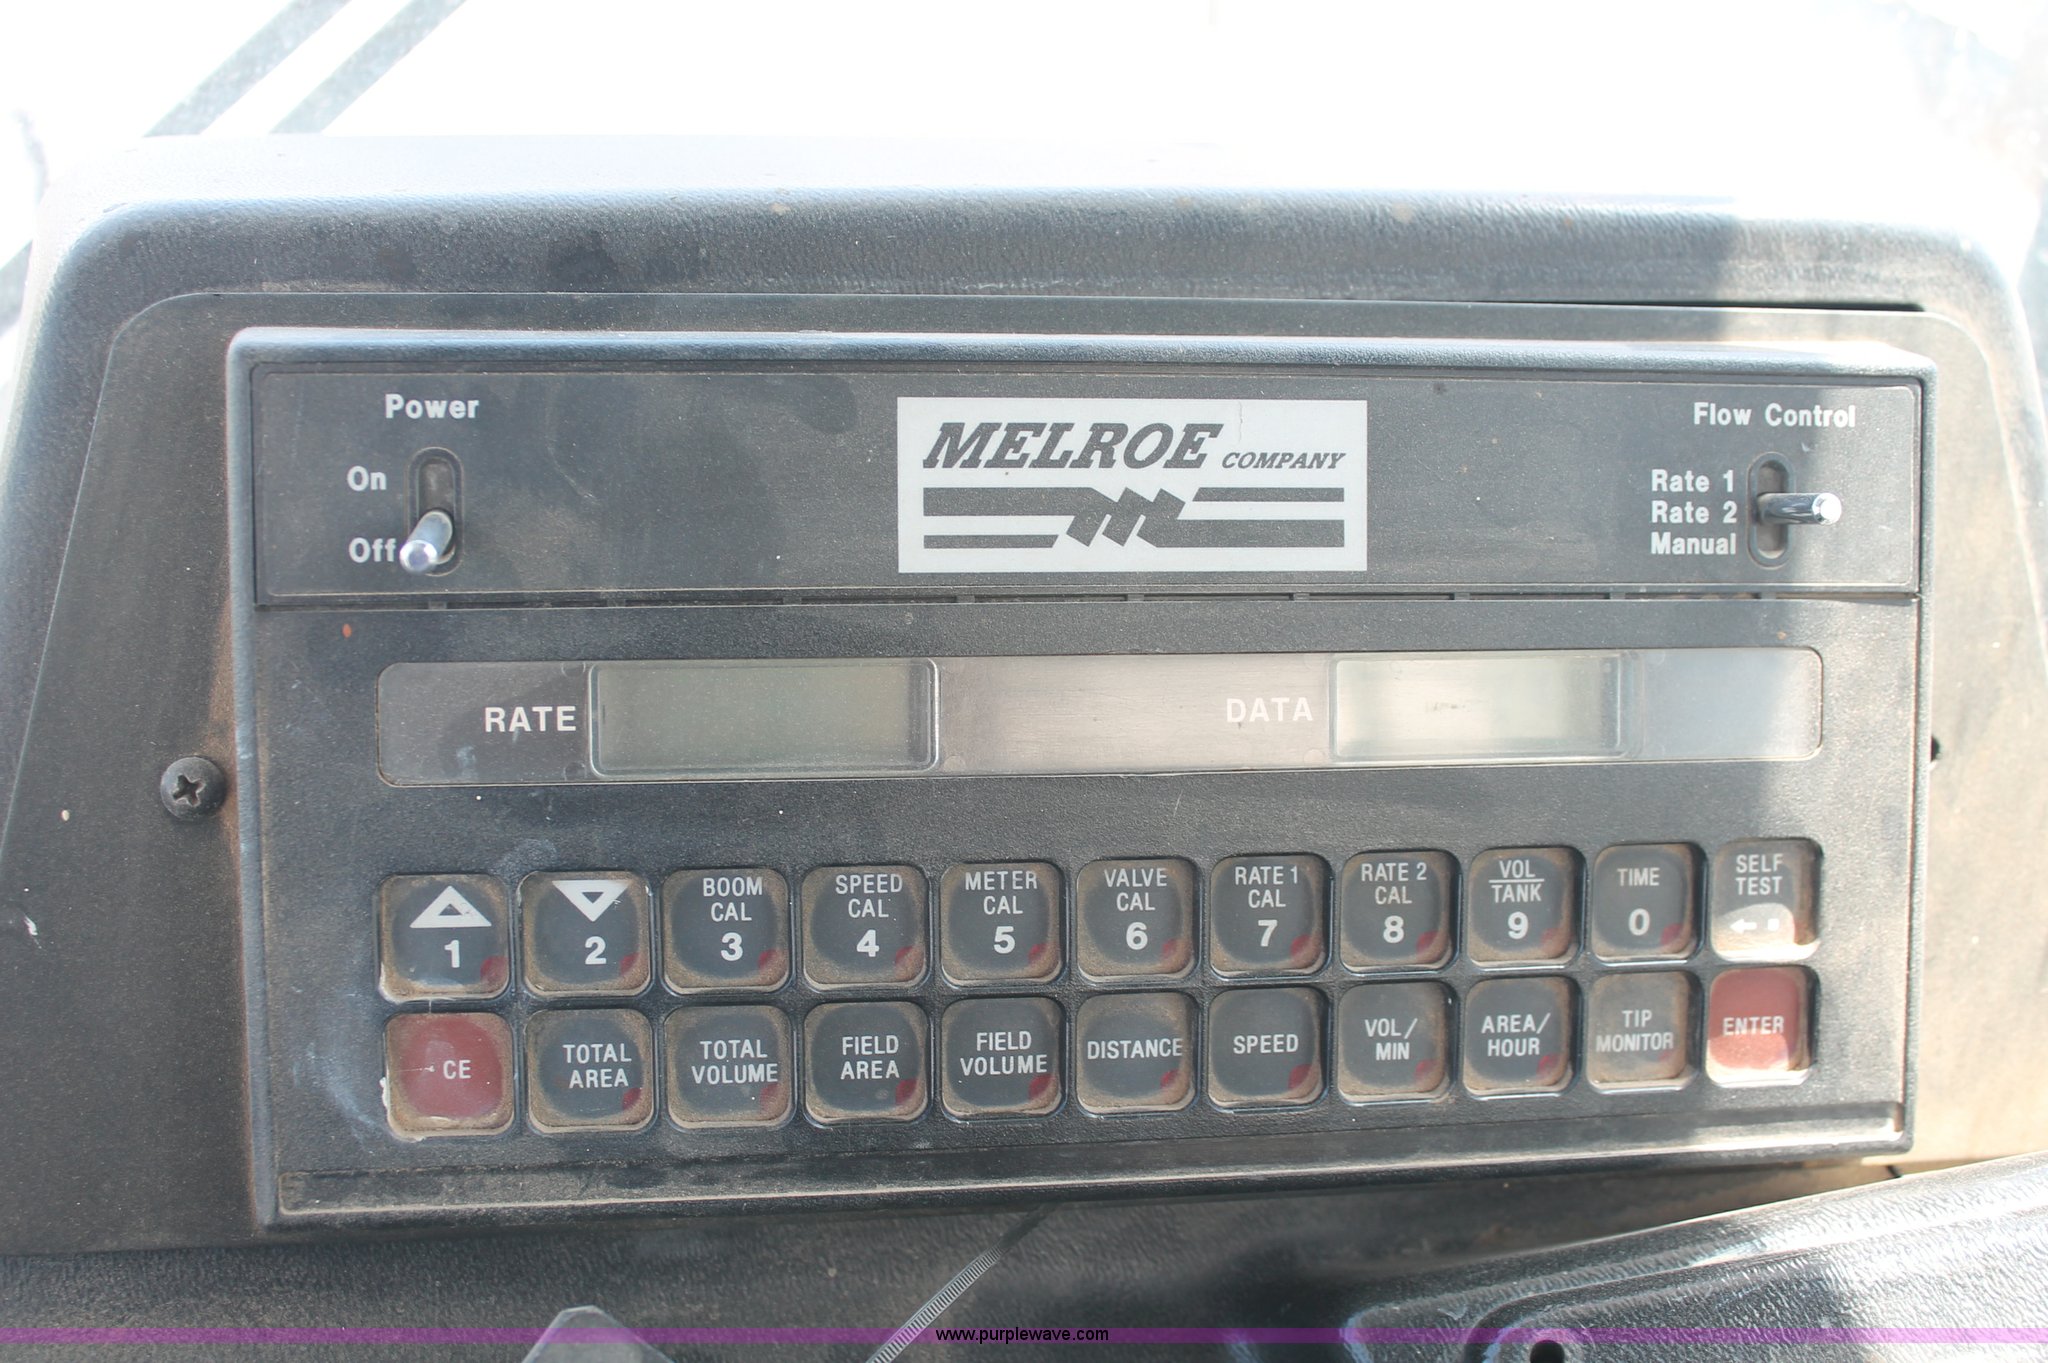 Power
On
Off
MELROE COMPANY
Flow Control
Rate 1
Rate 2
Manual
RATE
DATA
1
2
BOOM
CAL
3
SPEED
CAL
4
METER
CAL
5
VALVE
CAL
6
RATE 1
CAL
7
RATE 2
CAL
8
VOL
TANK
9
TIME
0
SELF
TEST
CE
TOTAL
AREA
TOTAL
VOLUME
FIELD
AREA
FIELD
VOLUME
DISTANCE
SPEED
VOL/
MIN
AREA/
HOUR
TIP
MONITOR
ENTER
www.purplewave.com